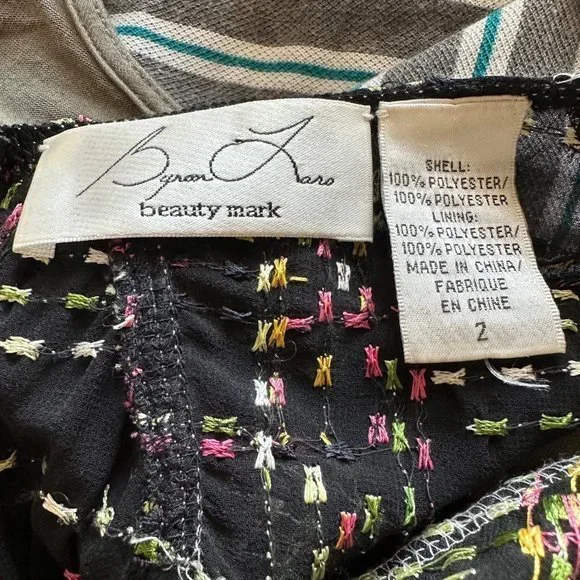 Byron Lars
beauty mark
SHELL:
100% POLYESTER/
100% POLYESTER
LINING:
100% POLYESTER/
100% POLYESTER
MADE IN CHINA/
FABRIQUE
EN CHINE
2